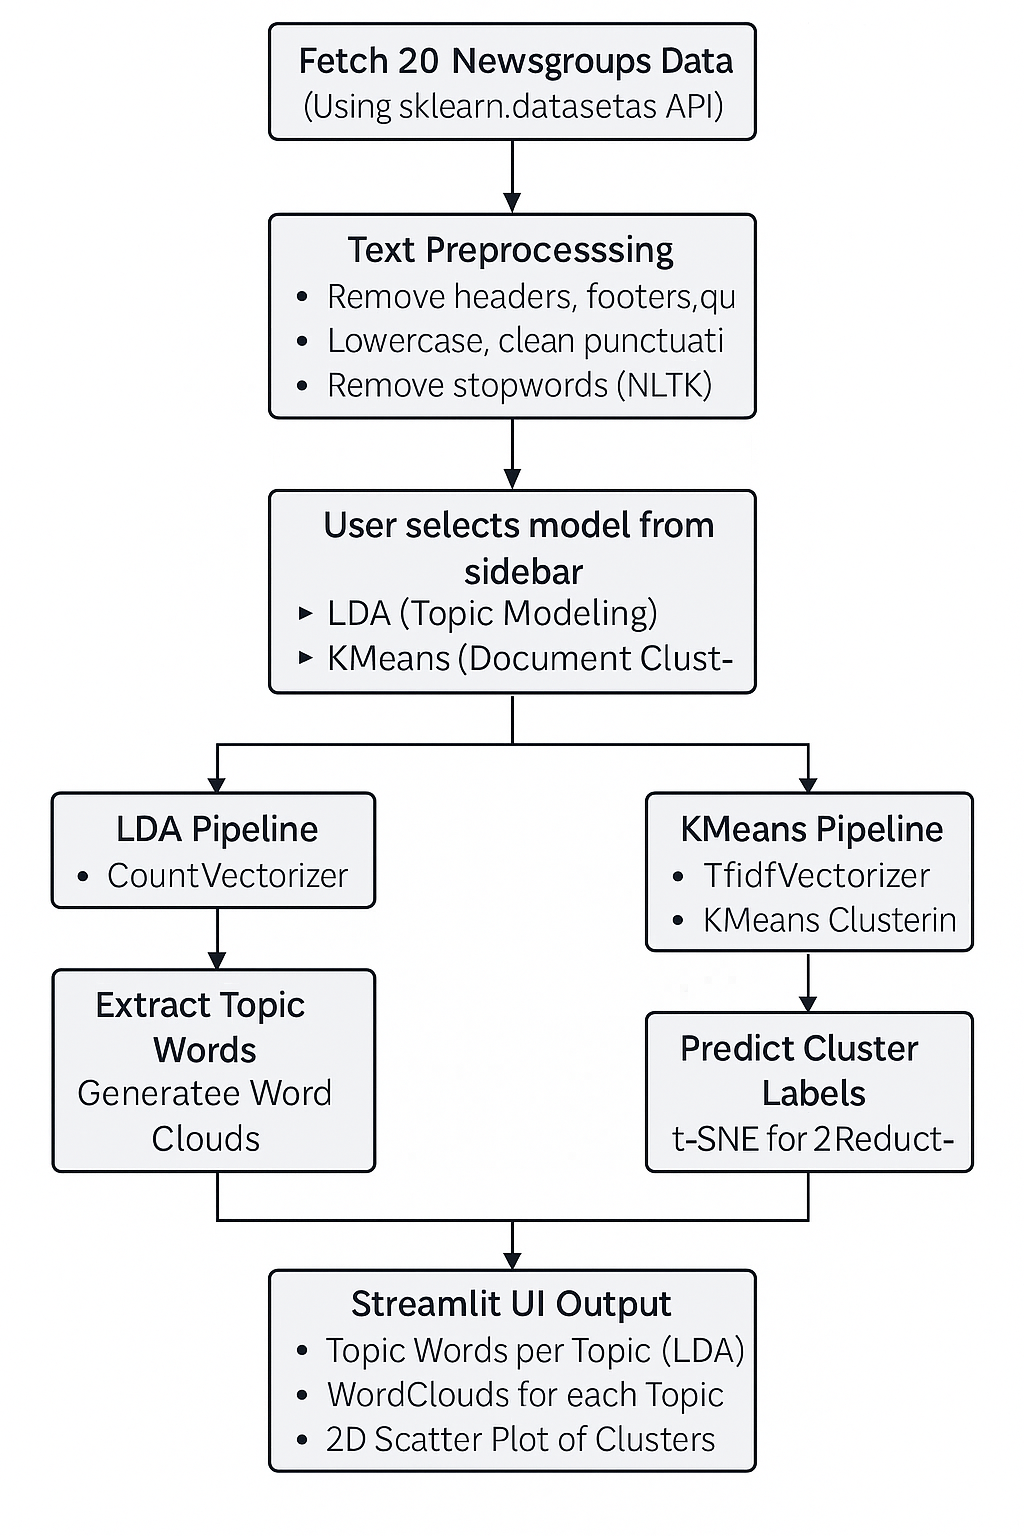 Fetch 20 Newsgroups Data
(Using sklearn.datasetas API)
Text Preprocesssing
• Remove headers, footers,qu
• Lowercase, clean punctuati
• Remove stopwords (NLTK)
User selects model from
sidebar
► LDA (Topic Modeling)
► KMeans (Document Clust-
LDA Pipeline
• CountVectorizer
Extract Topic
Words
Generatee Word
Clouds
KMeans Pipeline
• TfidfVectorizer
• KMeans Clusterin
Predict Cluster
Labels
t-SNE for 2Reduct-
Streamlit UI Output
• Topic Words per Topic (LDA)
• WordClouds for each Topic
• 2D Scatter Plot of Clusters